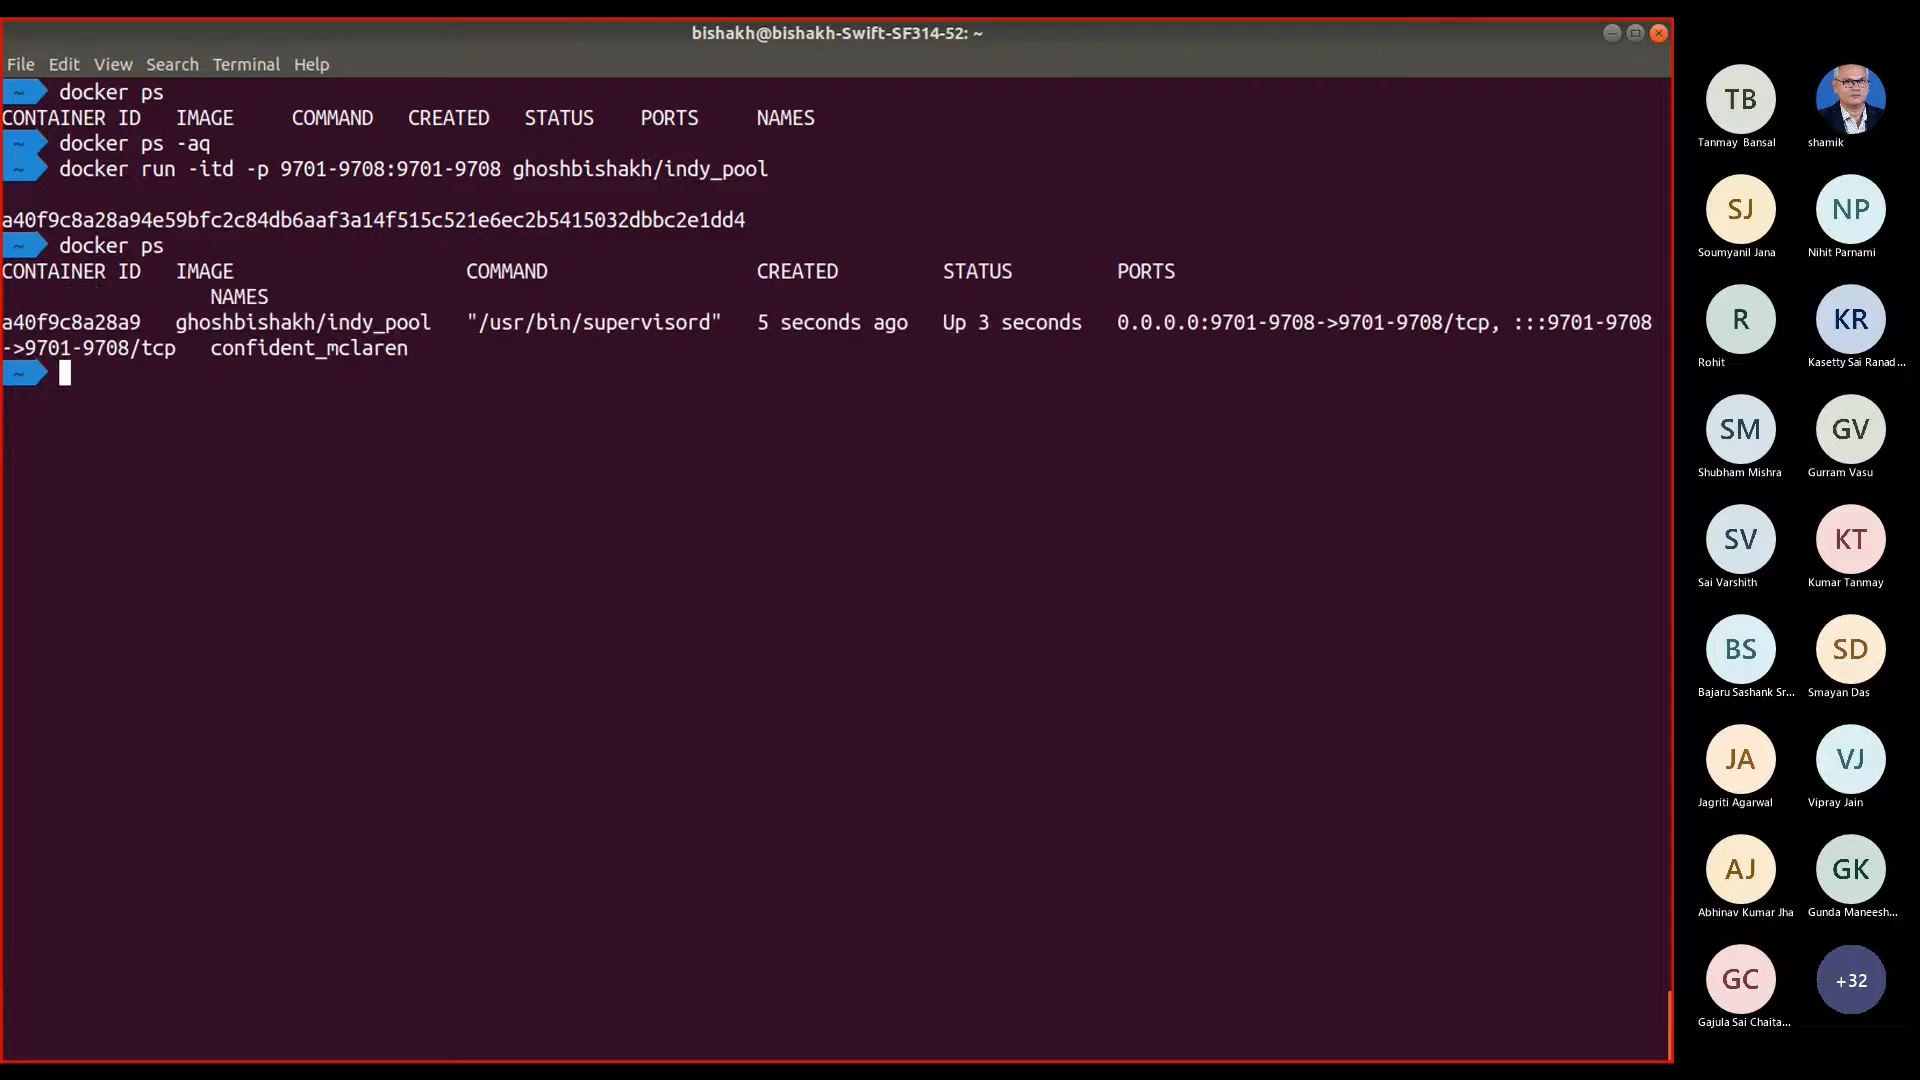 bishakh@bishakh-Swift-SF314-52: ~
File Edit View Search Terminal Help
~ docker ps
CONTAINER ID IMAGE COMMAND CREATED STATUS PORTS NAMES
~ docker ps -aq
~ docker run -itd -p 9701-9708:9701-9708 ghoshbishakh/indy_pool
a40f9c8a28a94e59bfc2c84db6aaf3a14f515c521e6ec2b5415032dbbc2e1dd4
~ docker ps
CONTAINER ID IMAGE COMMAND CREATED STATUS PORTS
NAMES
a40f9c8a28a9 ghoshbishakh/indy_pool "/usr/bin/supervisord" 5 seconds ago Up 3 seconds 0.0.0.0:9701-9708->9701-9708/tcp, :::9701-9708
->9701-9708/tcp confident_mclaren
~
TB
Tanmay Bansal shamik
SJ NP
Soumyanil Jana Nihit Parnami
R KR
Rohit Kasetty Sai Ranad...
SM GV
Shubham Mishra Gurram Vasu
SV KT
Sai Varshith Kumar Tanmay
BS SD
Bajaru Sashank Sr... Smayan Das
JA VJ
Jagriti Agarwal Vipray Jain
AJ GK
Abhinav Kumar Jha Gunda Maneesh...
GC +32
Gajula Sai Chaita...